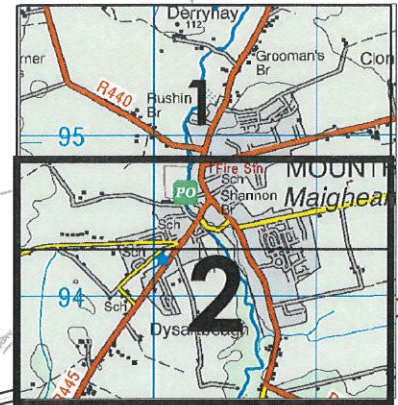 Derryhay
112
rner
Grooman's
Br
Clon
R440
Rushin
Br
1
95
Fire Stn
MOUNT
Sch
PO
Shannon
Br
Maighean
Sch
Sch
2
94
Sch
Dysartbeagh
R445